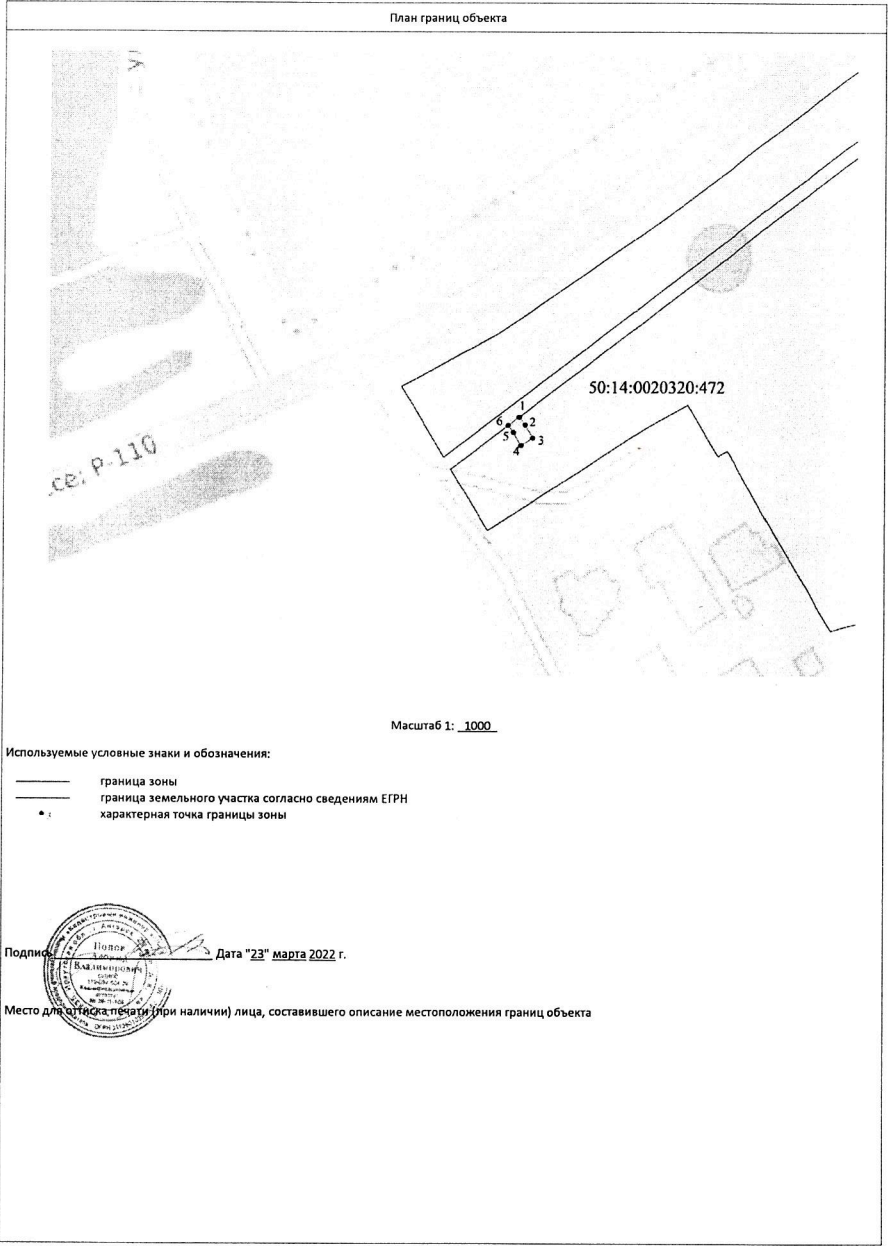 План границ объекта
50:14:0020320:472
1
6
2
5
3
4
се: Р-110
Масштаб 1: 1000
Используемые условные знаки и обозначения:
граница зоны
граница земельного участка согласно сведениям ЕГРН
характерная точка границы зоны
Попов
Владимирович
Подпись Дата "23" марта 2022 г.
Место для оттиска печати (при наличии) лица, составившего описание местоположения границ объекта